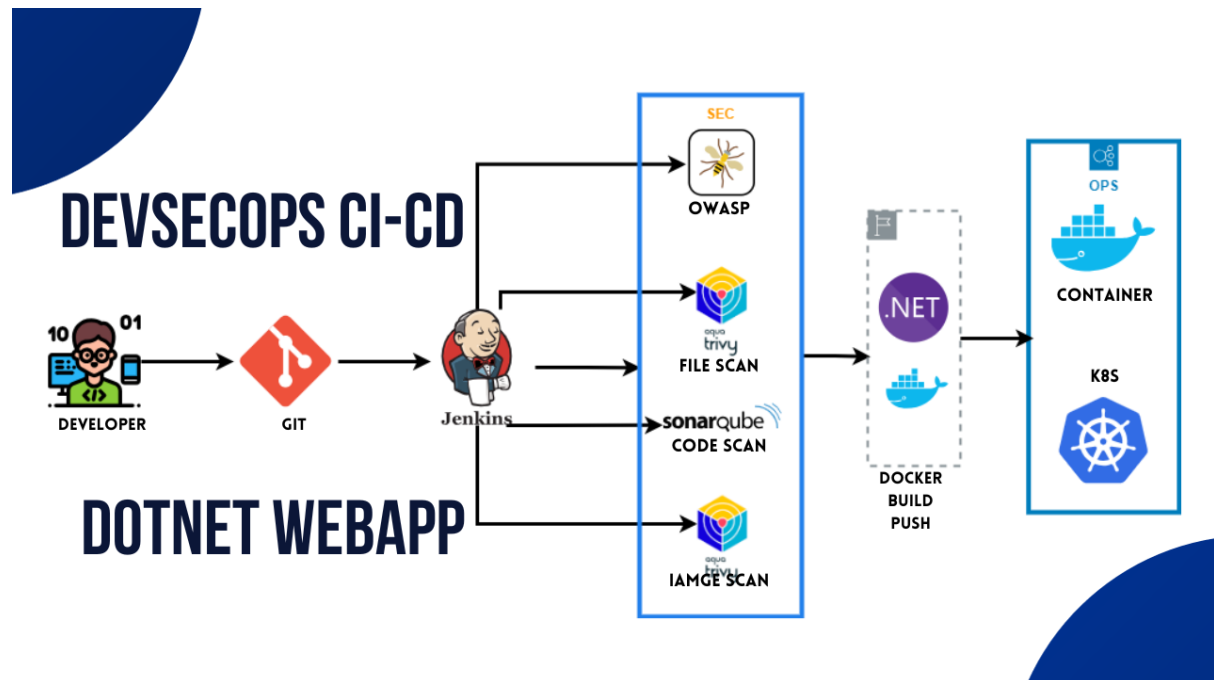 DEVSECOPS CI-CD
10
01
DEVELOPER
GIT
Jenkins
DOTNET WEBAPP
SEC
OWASP
aqua
trivy
FILE SCAN
sonarqube
CODE SCAN
aqua
trivy
IAMGE SCAN
.NET
DOCKER
BUILD
PUSH
OPS
CONTAINER
K8S